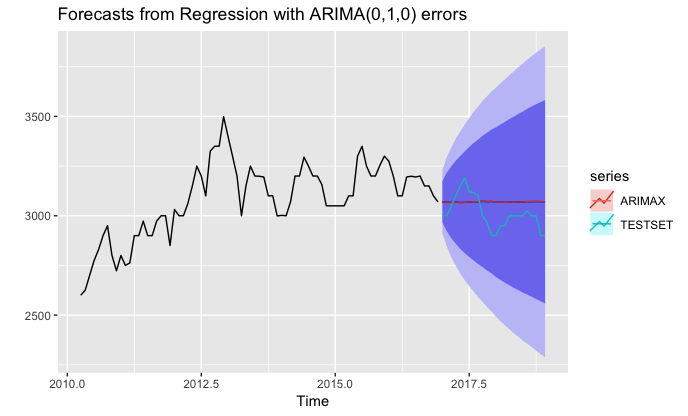 Forecasts from Regression with ARIMA(0,1,0) errors
3500
3000
2500
2010.0 2012.5 2015.0 2017.5
Time
series
ARIMAX
TESTSET